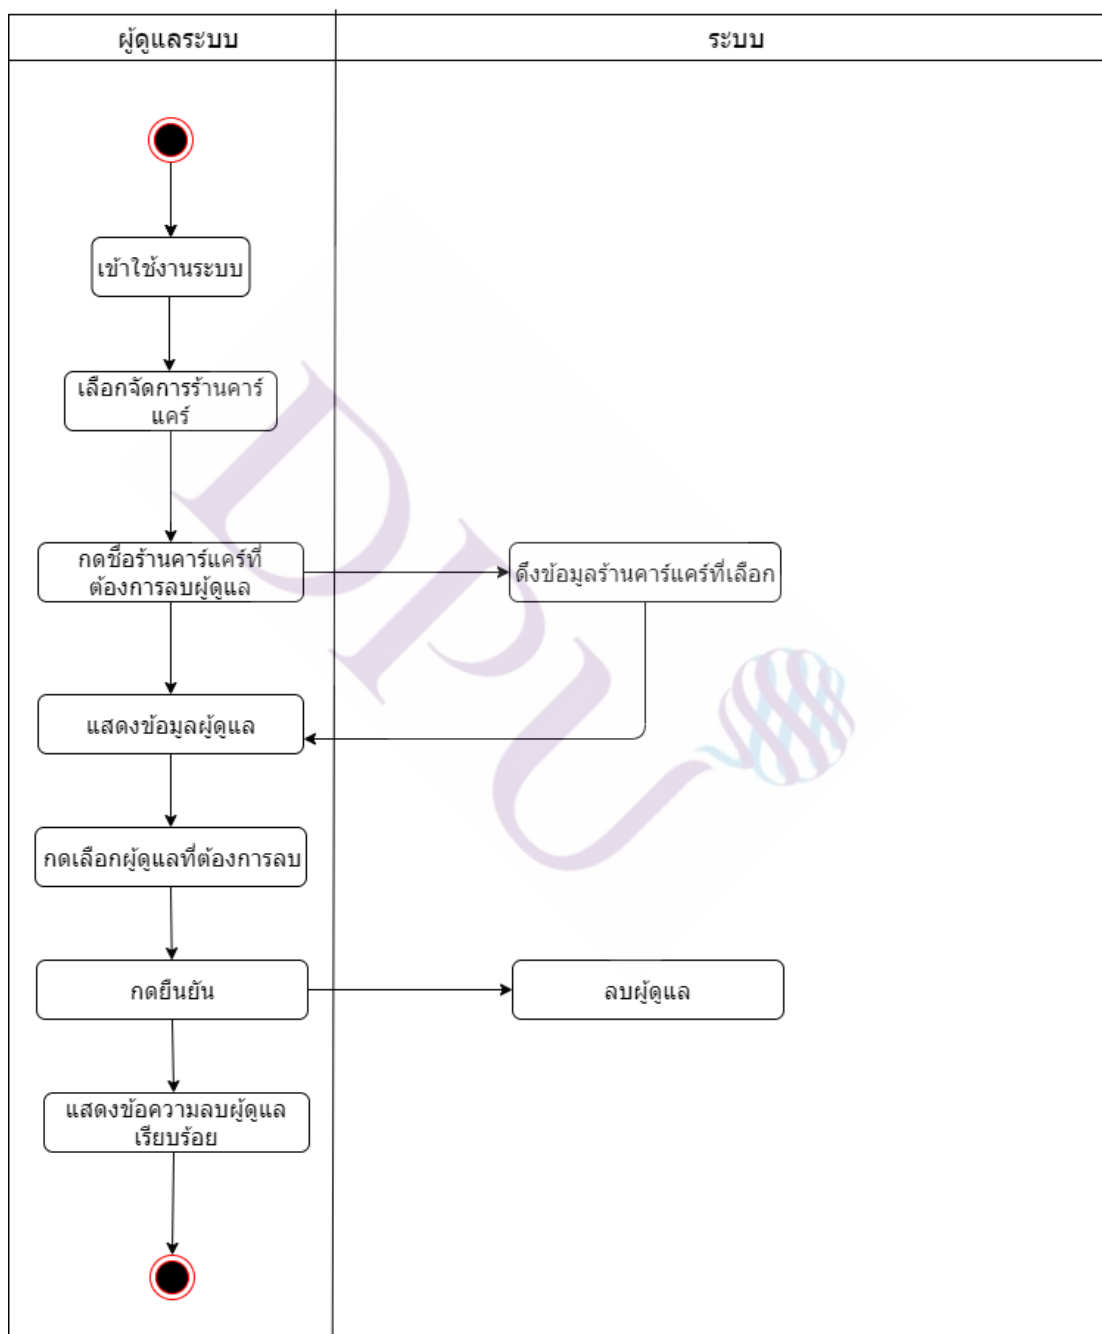 ผู้ดูแลระบบ
ระบบ
เข้าใช้งานระบบ
เลือกจัดการร้านคาร์
แคร์
กดชื่อร้านคาร์แคร์ที่
ต้องการลบผู้ดูแล
ดึงข้อมูลร้านคาร์แคร์ที่เลือก
แสดงข้อมูลผู้ดูแล
กดเลือกผู้ดูแลที่ต้องการลบ
กดยืนยัน
ลบผู้ดูแล
แสดงข้อความลบผู้ดูแล
เรียบร้อย
DPU